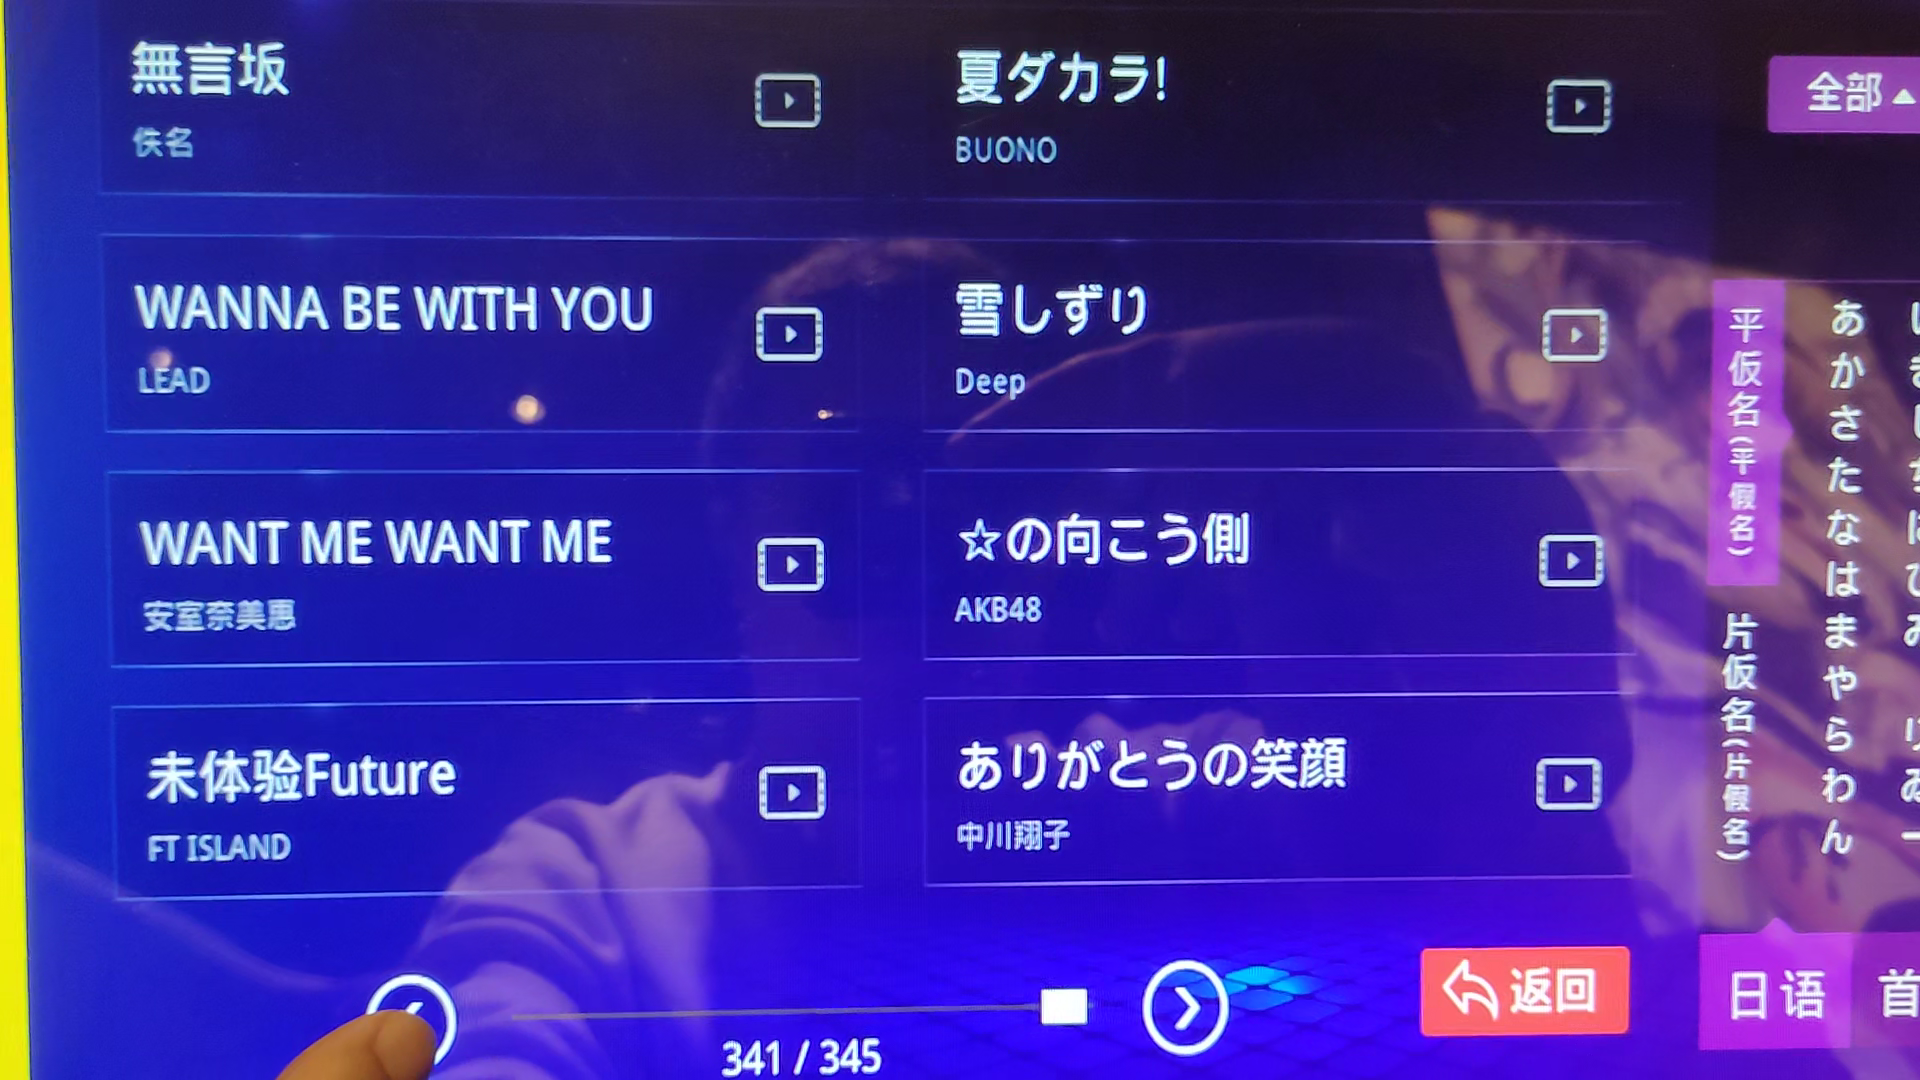 無言坂
佚名
夏ダカラ!
BUONO
WANNA BE WITH YOU
LEAD
雪しずり
Deep
WANT ME WANT ME
安室奈美惠
☆の向こう側
AKB48
未体验Future
FT ISLAND
ありがとうの笑顔
中川翔子
341 / 345
返回
全部▲
平仮名(平假名)
片仮名(片假名)
あかさたなはまやらわん
日语
首